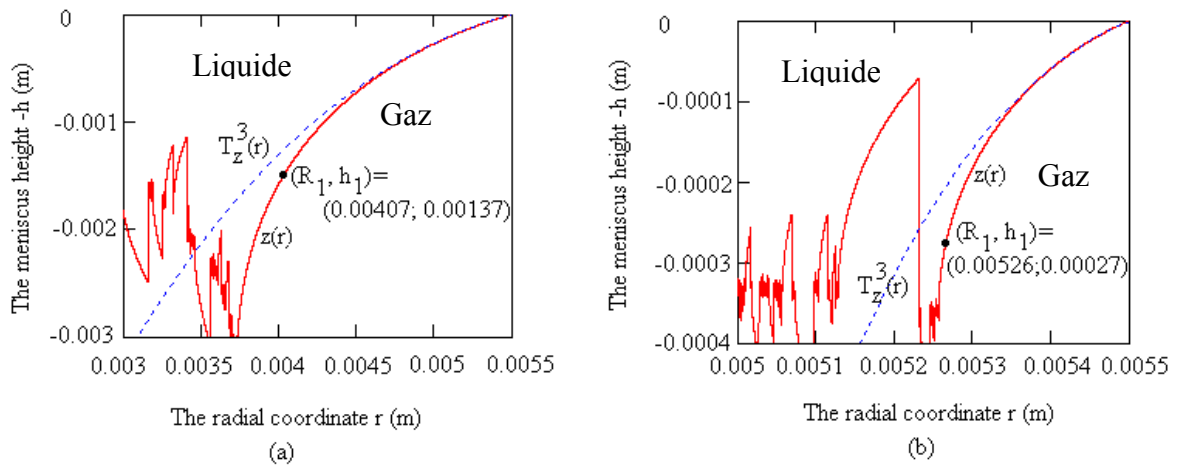 0
-0.001
-0.002
-0.003
The meniscus height -h (m)
Liquide
Gaz
T_z^3(r)
(R_1, h_1)=
(0.00407; 0.00137)
z(r)
0.003 0.0035 0.004 0.0045 0.005 0.0055
The radial coordinate r (m)
(a)
0
-0.0001
-0.0002
-0.0003
-0.0004
The meniscus height -h (m)
Liquide
z(r)
Gaz
(R_1, h_1)=
(0.00526;0.00027)
T_z^3(r)
0.005 0.0051 0.0052 0.0053 0.0054 0.0055
The radial coordinate r (m)
(b)